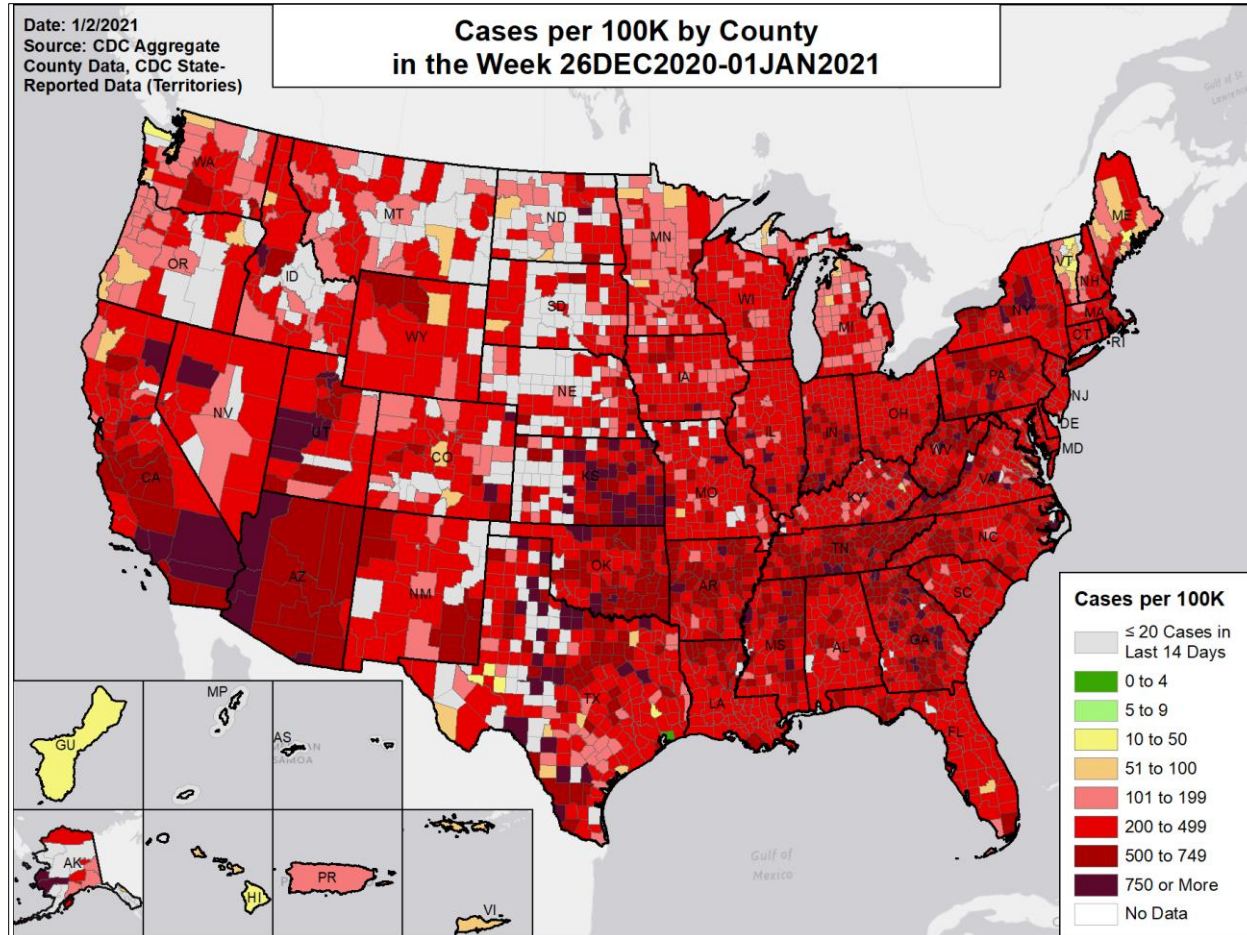 Date: 1/2/2021
Source: CDC Aggregate
County Data, CDC State-
Reported Data (Territories)
Cases per 100K by County
in the Week 26DEC2020-01JAN2021
Gulf of St
Lawrence
WA
MT
ND
MN
ME
OR
ID
SD
WI
MI
VT
NH
NY
MA
CT
RI
WY
IA
NE
PA
NJ
NV
UT
CO
IL
IN
OH
DE
MD
WV
VA
CA
KS
MO
KY
AZ
NM
OK
AR
TN
NC
SC
MS
AL
GA
TX
LA
FL
Gulf of
Mexico
GU
MP
AS
SAMOA
AK
HI
PR
VI
Cases per 100K
≤ 20 Cases in
Last 14 Days
0 to 4
5 to 9
10 to 50
51 to 100
101 to 199
200 to 499
500 to 749
750 or More
No Data